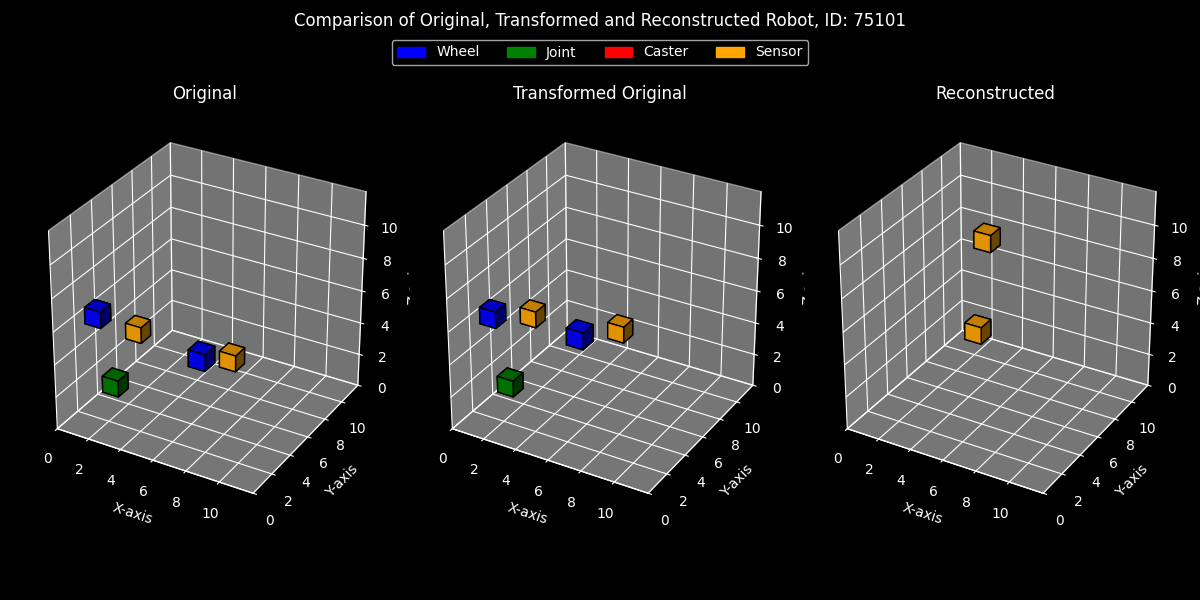 Comparison of Original, Transformed and Reconstructed Robot, ID: 75101
Wheel Joint Caster Sensor
Original Transformed Original Reconstructed
10
8
6
4
2
0
0 2 4 6 8 10
X-axis
0 2 4 6 8 10
Y-axis
10
8
6
4
2
0
0 2 4 6 8 10
X-axis
0 2 4 6 8 10
Y-axis
10
8
6
4
2
0
0 2 4 6 8 10
X-axis
0 2 4 6 8 10
Y-axis